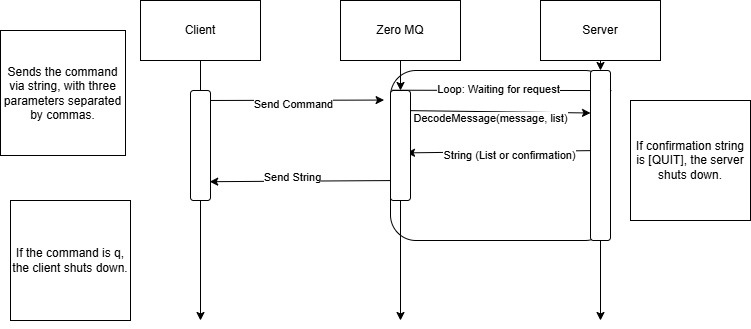 Client
Zero MQ
Server
Sends the command
via string, with three
parameters separated
by commas.
Loop: Waiting for request
Send Command
DecodeMessage(message, list)
String (List or confirmation)
Send String
If confirmation string
is [QUIT], the server
shuts down.
If the command is q,
the client shuts down.